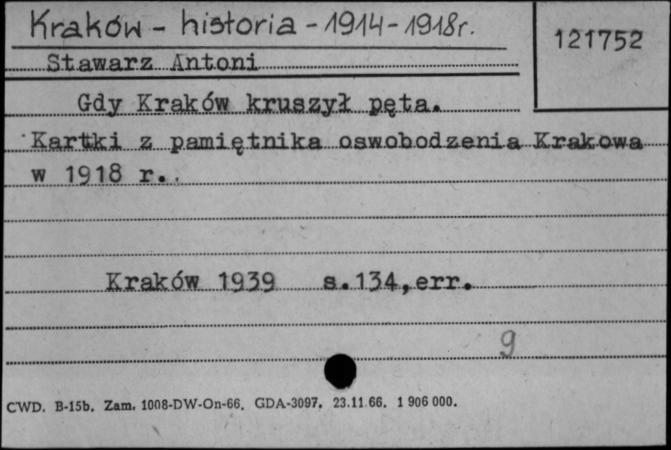 Kraków - historia - 1914-1918r.
121752
Stawarz Antoni
Gdy Kraków kruszył pęta.
Kartki z pamiętnika oswobodzenia Krakowa
w 1918 r.
Kraków 1939 s.134,err.
9
CWD. B-15b. Zam. 1008-DW-On-66. GDA-3097. 23.11.66. 1 906 000.